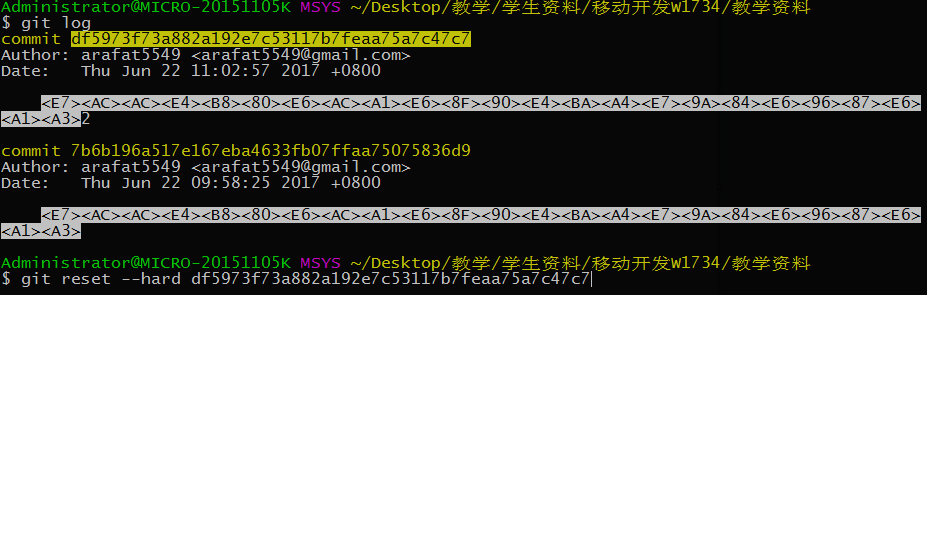 Administrator@MICRO-20151105K MSYS ~/Desktop/教学/学生资料/移动开发W1734/教学资料
$ git log
commit df5973f73a882a192e7c53117b7feaa75a7c47c7
Author: arafat5549 <arafat5549@gmail.com>
Date:   Thu Jun 22 11:02:57 2017 +0800
<E7><AC><AC><E4><B8><80><E6><AC><A1><E6><8F><90><E4><BA><A4><E7><9A><84><E6><96><87><E6>
<A1><A3>2
commit 7b6b196a517e167eba4633fb07ffaa75075836d9
Author: arafat5549 <arafat5549@gmail.com>
Date:   Thu Jun 22 09:58:25 2017 +0800
<E7><AC><AC><E4><B8><80><E6><AC><A1><E6><8F><90><E4><BA><A4><E7><9A><84><E6><96><87><E6>
<A1><A3>
Administrator@MICRO-20151105K MSYS ~/Desktop/教学/学生资料/移动开发W1734/教学资料
$ git reset --hard df5973f73a882a192e7c53117b7feaa75a7c47c7